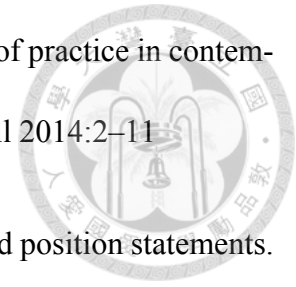 of practice in contem-
l 2014:2–11
d position statements.